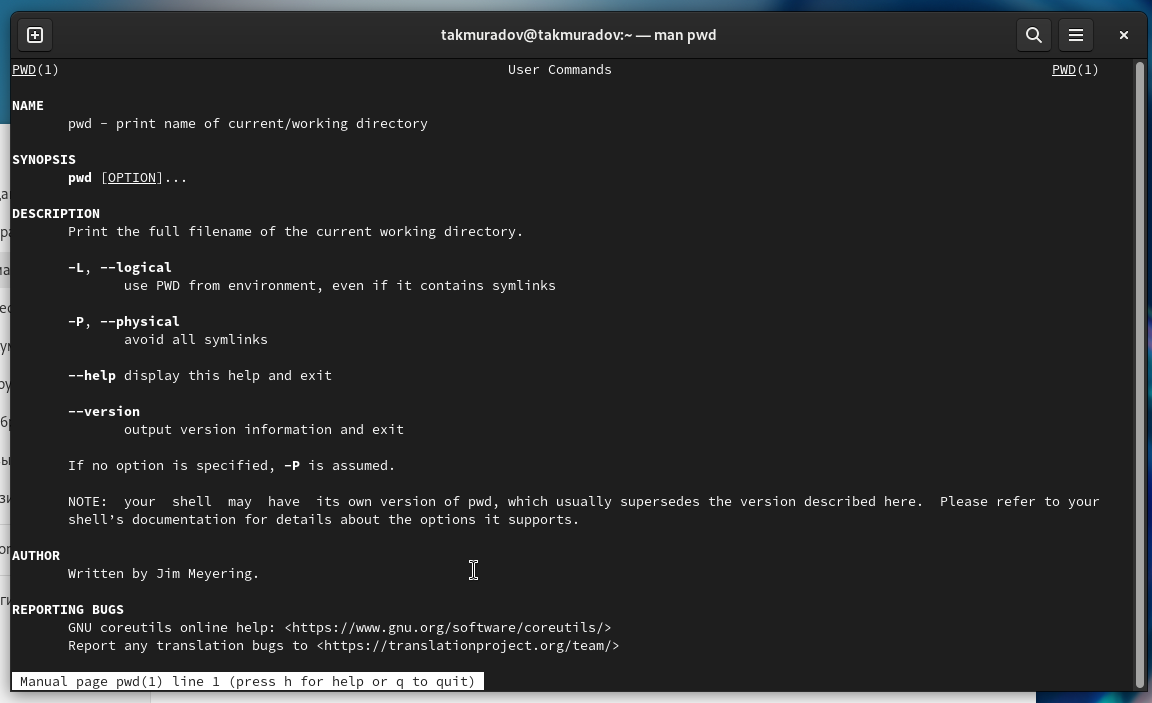 takmuradov@takmuradov:~ — man pwd
PWD(1) User Commands PWD(1)
NAME
pwd - print name of current/working directory
SYNOPSIS
pwd [OPTION]...
DESCRIPTION
Print the full filename of the current working directory.
-L, --logical
use PWD from environment, even if it contains symlinks
-P, --physical
avoid all symlinks
--help display this help and exit
--version
output version information and exit
If no option is specified, -P is assumed.
NOTE: your shell may have its own version of pwd, which usually supersedes the version described here. Please refer to your
shell’s documentation for details about the options it supports.
AUTHOR
Written by Jim Meyering.
REPORTING BUGS
GNU coreutils online help: <https://www.gnu.org/software/coreutils/>
Report any translation bugs to <https://translationproject.org/team/>
Manual page pwd(1) line 1 (press h for help or q to quit)